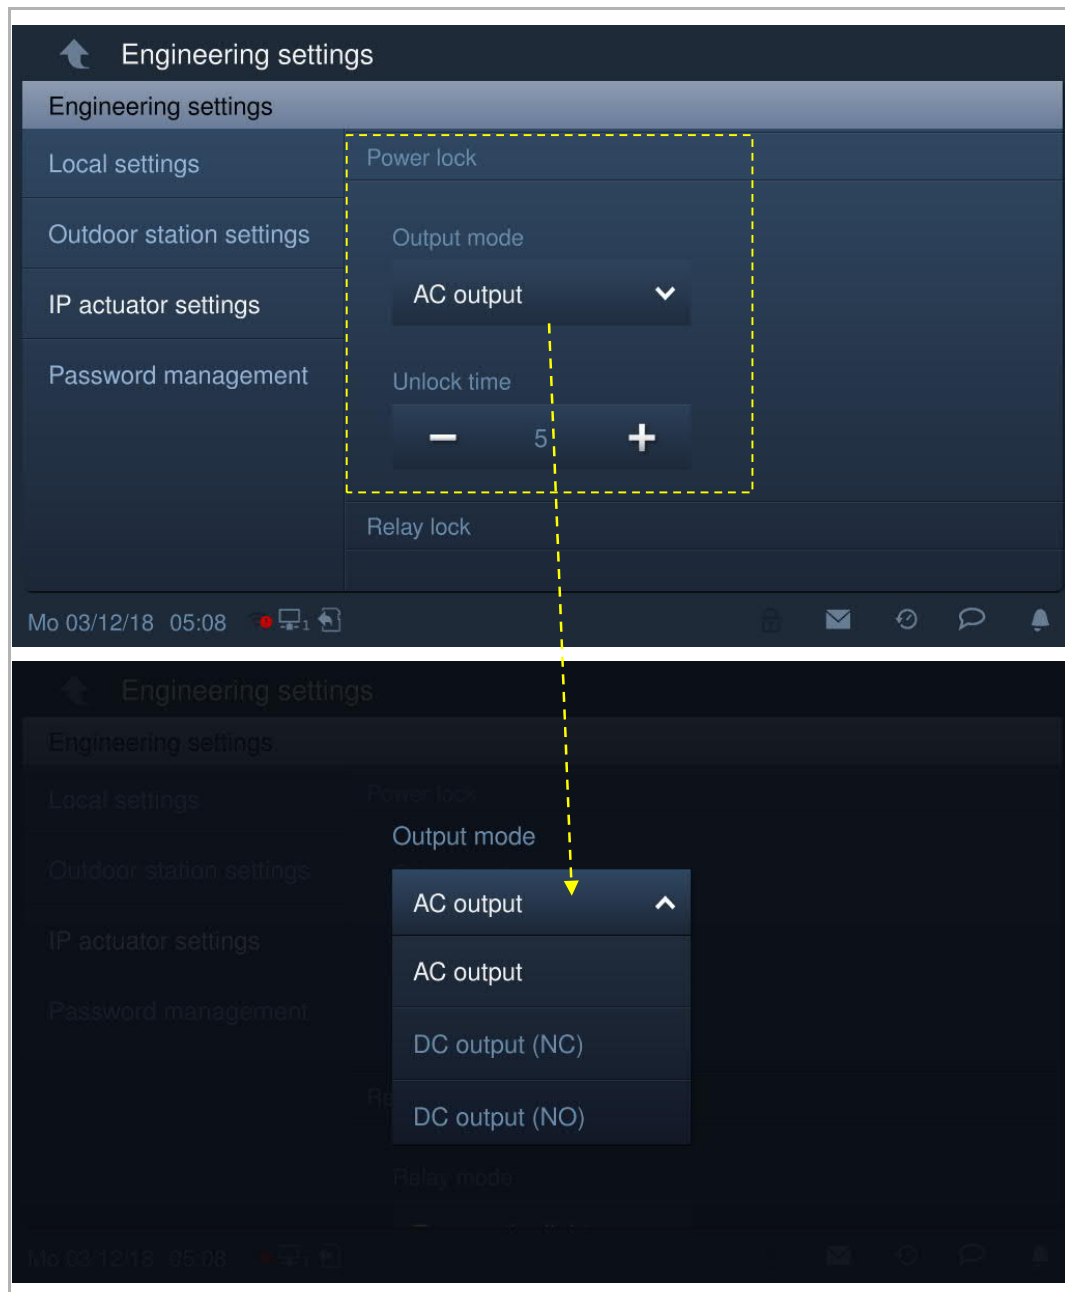 Engineering settings
Engineering settings
Local settings
Power lock
Outdoor station settings
Output mode
IP actuator settings
AC output
Password management
Unlock time
5
Relay lock
Mo 03/12/18 05:08
1
Engineering settings
Engineering settings
Local settings
Power lock
Output mode
Outdoor station settings
AC output
IP actuator settings
AC output
Password management
DC output (NC)
DC output (NO)
Relay mode
Mo 03/12/18 05:08